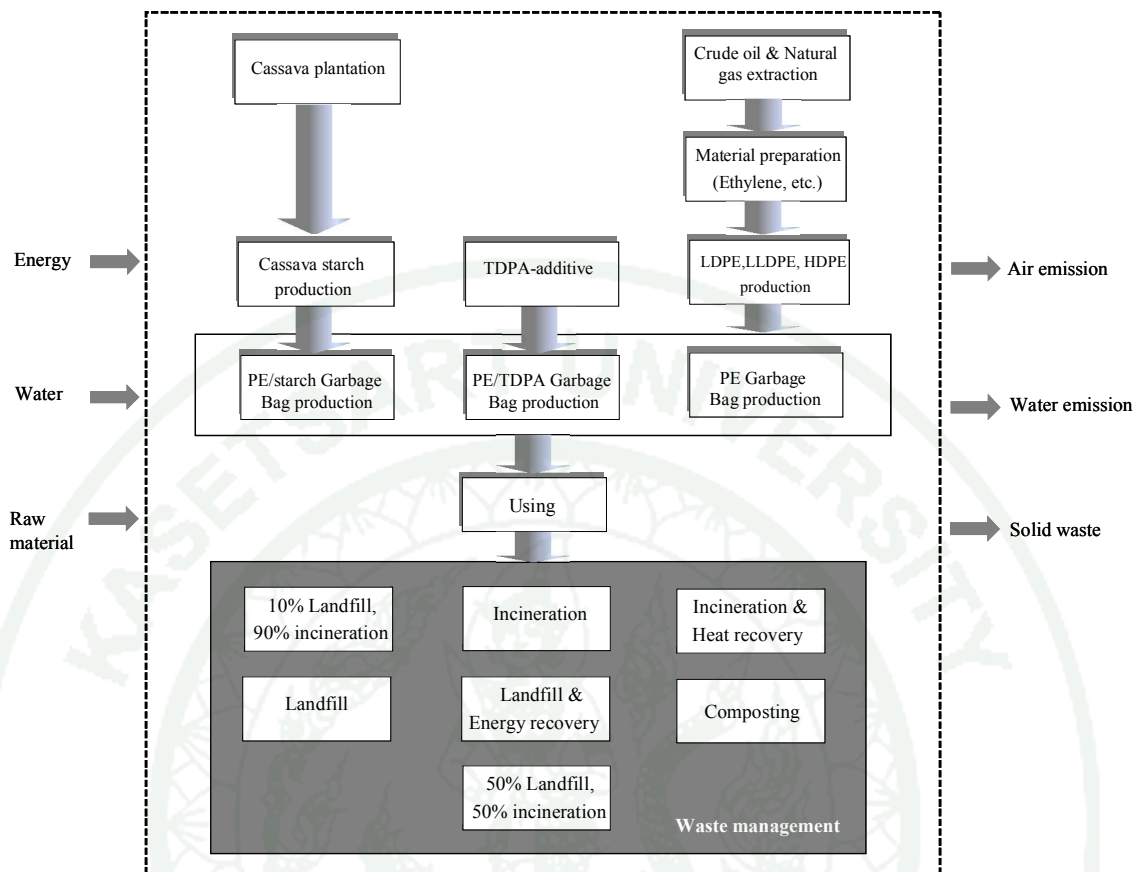 Cassava plantation
Crude oil & Natural
gas extraction
Material preparation
(Ethylene, etc.)
Energy
Cassava starch
production
TDPA-additive
LDPE,LLDPE, HDPE
production
Air emission
Water
PE/starch Garbage
Bag production
PE/TDPA Garbage
Bag production
PE Garbage
Bag production
Water emission
Raw
material
Using
Solid waste
10% Landfill,
90% incineration
Incineration
Incineration &
Heat recovery
Landfill
Landfill &
Energy recovery
Composting
50% Landfill,
50% incineration
Waste management
KASETSART UNIVERSITY